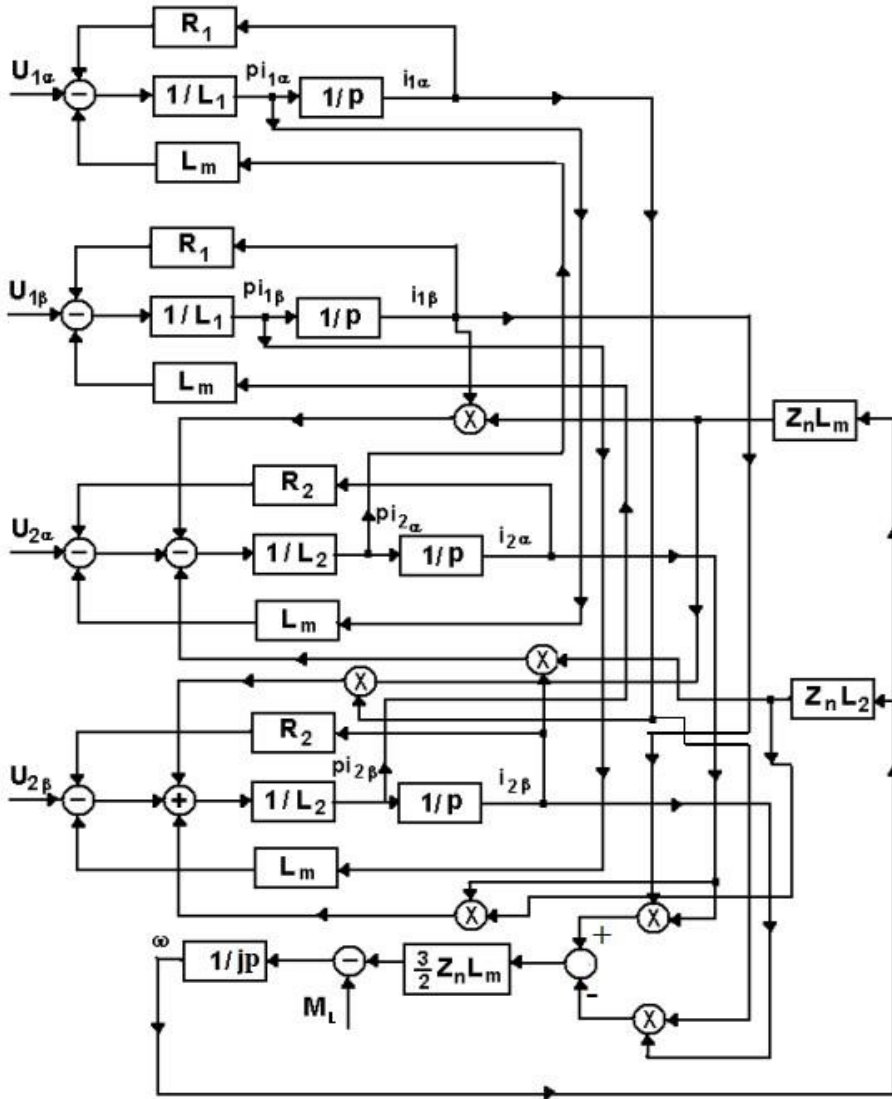 R₁
U₁α
−
1/L₁
pi₁α
1/p
i₁α
Lₘ
R₁
U₁β
−
1/L₁
pi₁β
1/p
i₁β
Lₘ
X
ZₙLₘ
R₂
U₂α
−
−
1/L₂
pi₂α
1/p
i₂α
Lₘ
X
X
ZₙL₂
R₂
U₂β
−
+
1/L₂
pi₂β
1/p
i₂β
Lₘ
X
X
ω
1/jp
−
3/2 ZₙLₘ
+
-
M_L
X